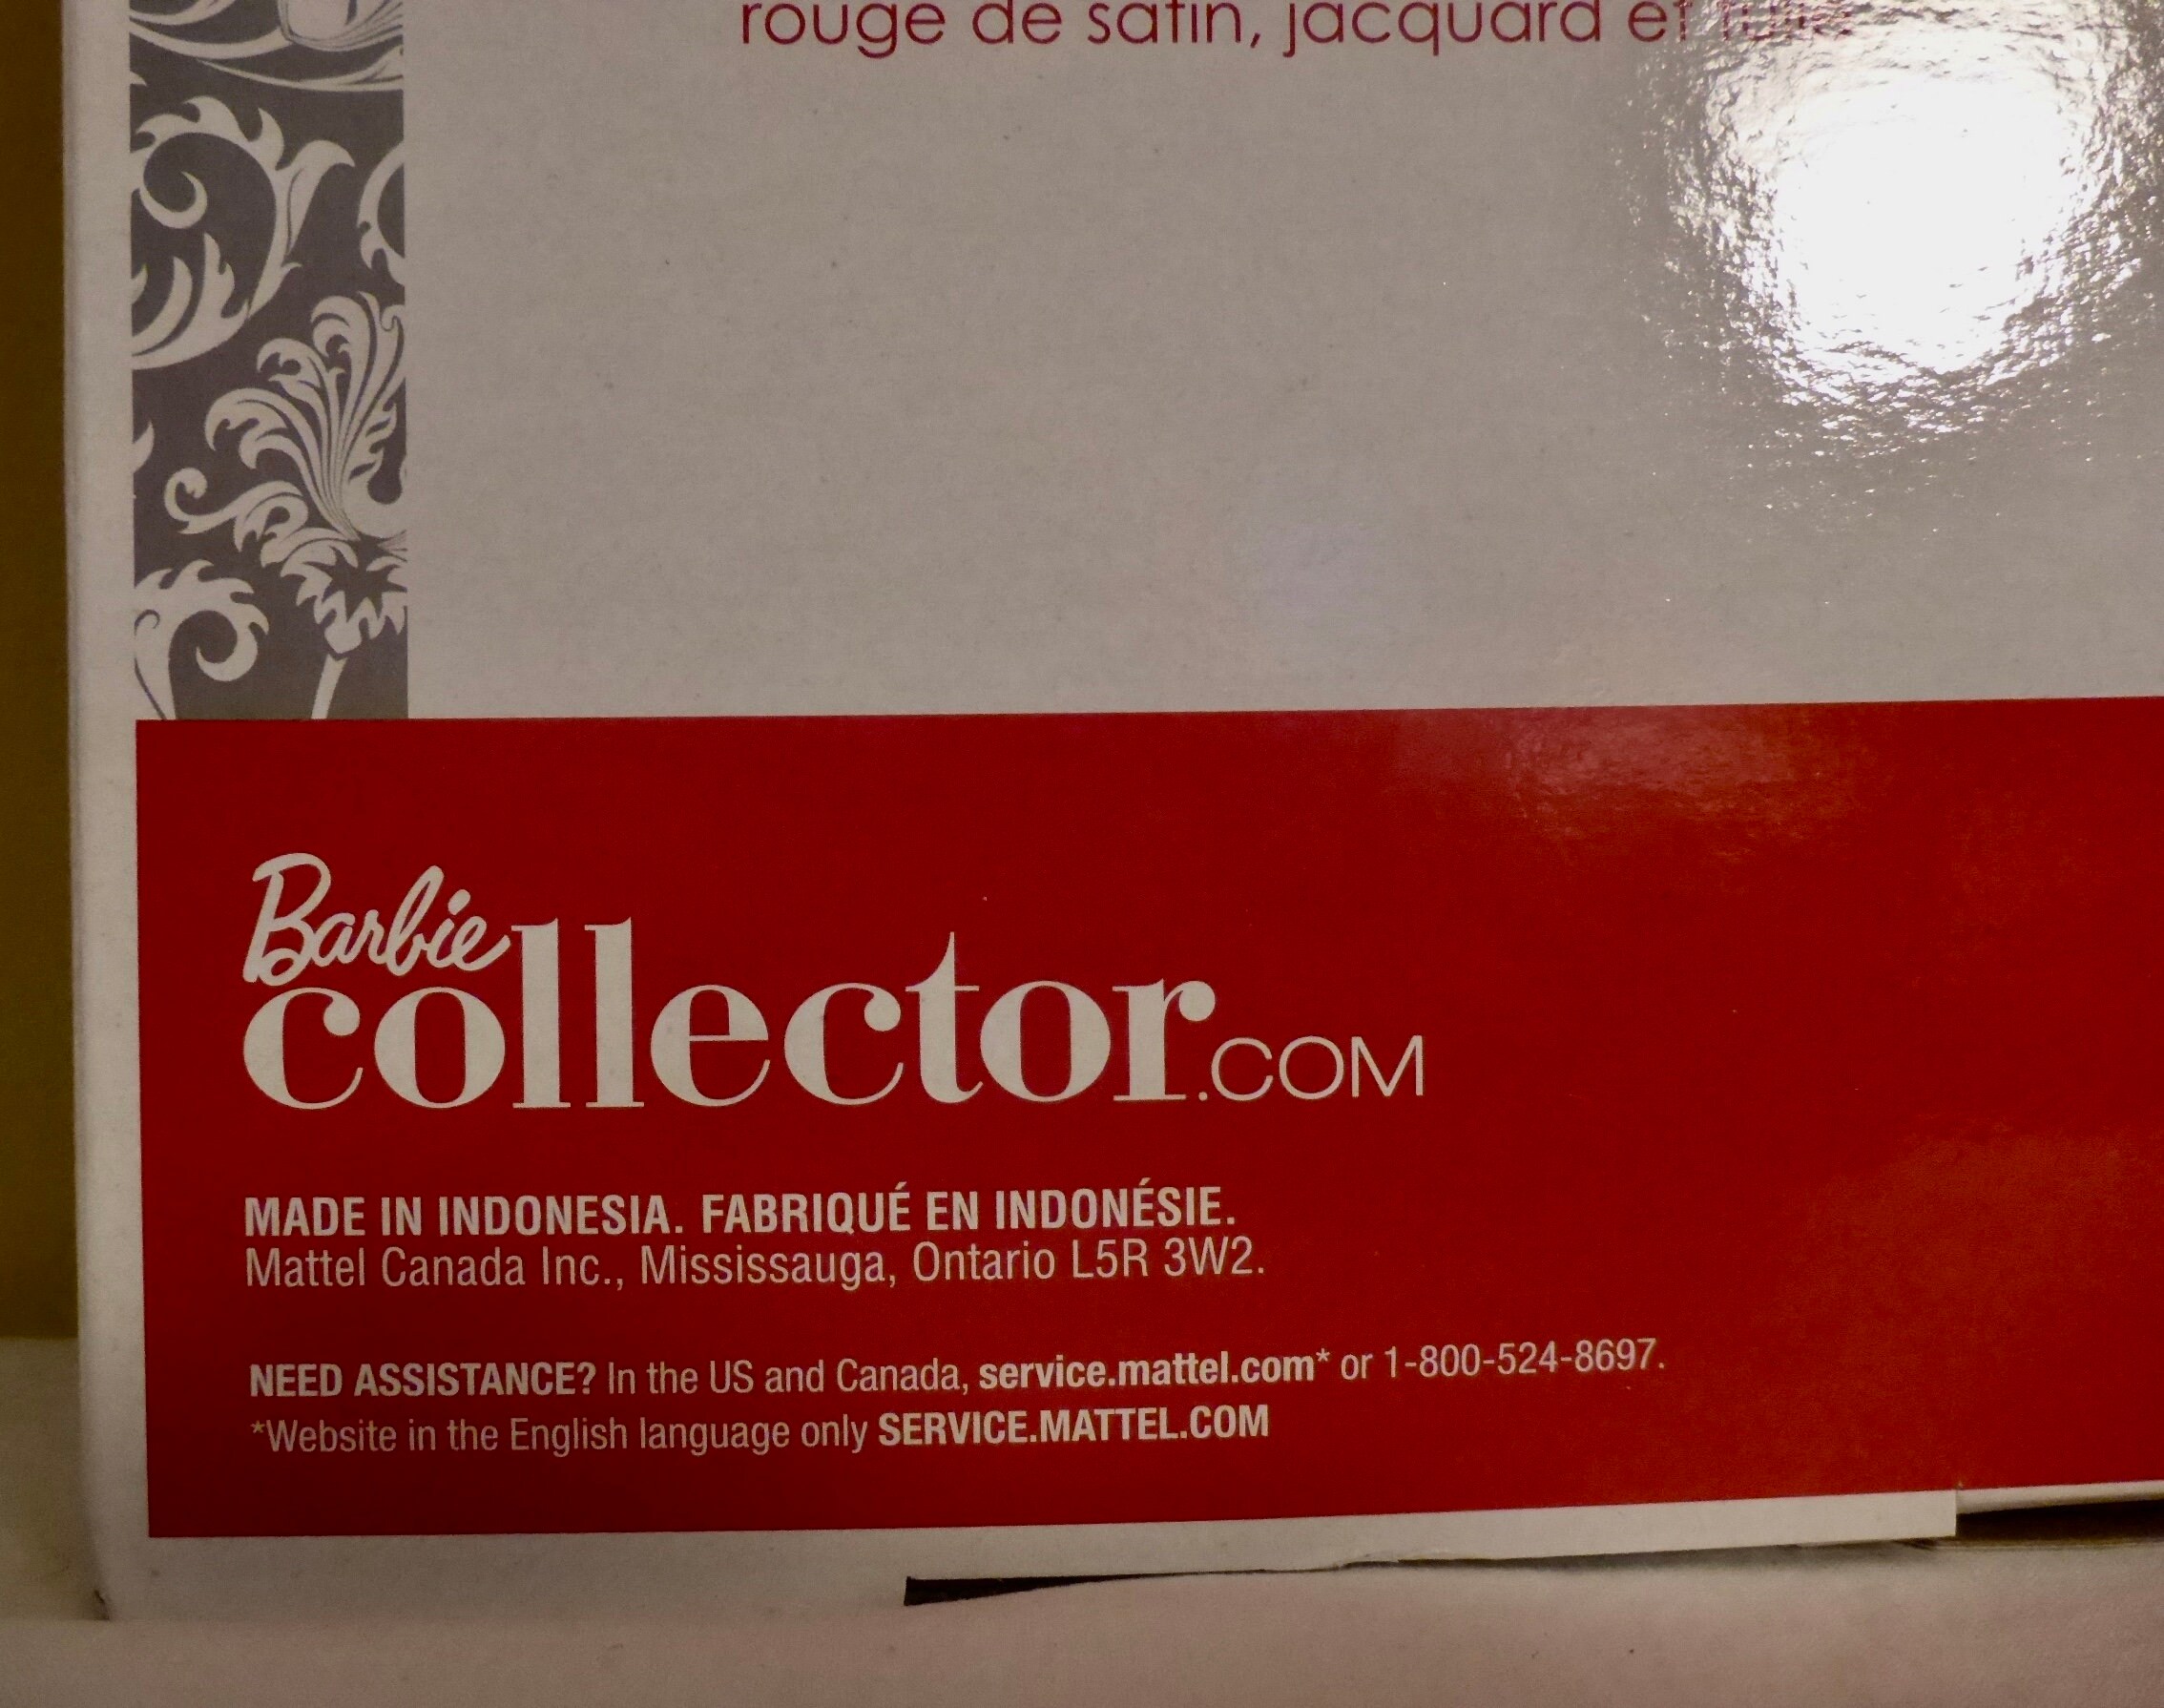 rouge de satin, jacquard et tulle
Barbie
collector.COM
MADE IN INDONESIA. FABRIQUÉ EN INDONÉSIE.
Mattel Canada Inc., Mississauga, Ontario L5R 3W2.
NEED ASSISTANCE? In the US and Canada, service.mattel.com* or 1-800-524-8697.
*Website in the English language only SERVICE.MATTEL.COM